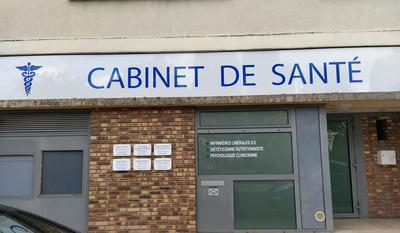 CABINET DE SANTÉ
INFIRMIÈRES LIBÉRALES D.E
DIÉTÉTICIENNE NUTRITIONNISTE
PSYCHOLOGUE CLINICIENNE